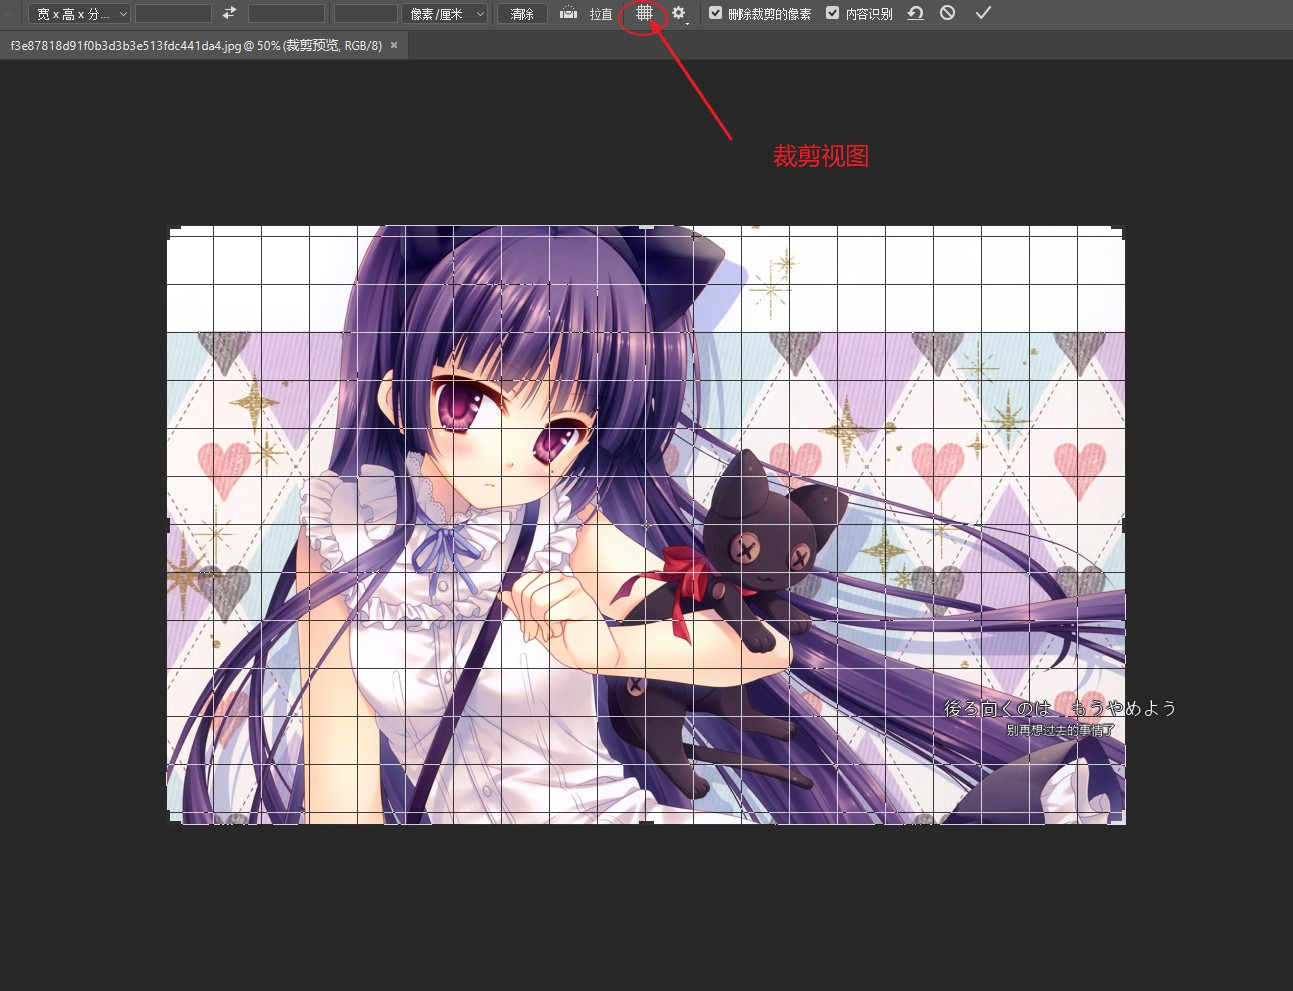 宽 x 高 x 分... 像素/厘米 清除 拉直 删除裁剪的像素 内容识别
f3e87818d91f0b3d3b3e513fdc441da4.jpg @ 50% (裁剪预览, RGB/8) ×
裁剪视图
後ろ向くのは　もうやめよう
别再想过去的事情了